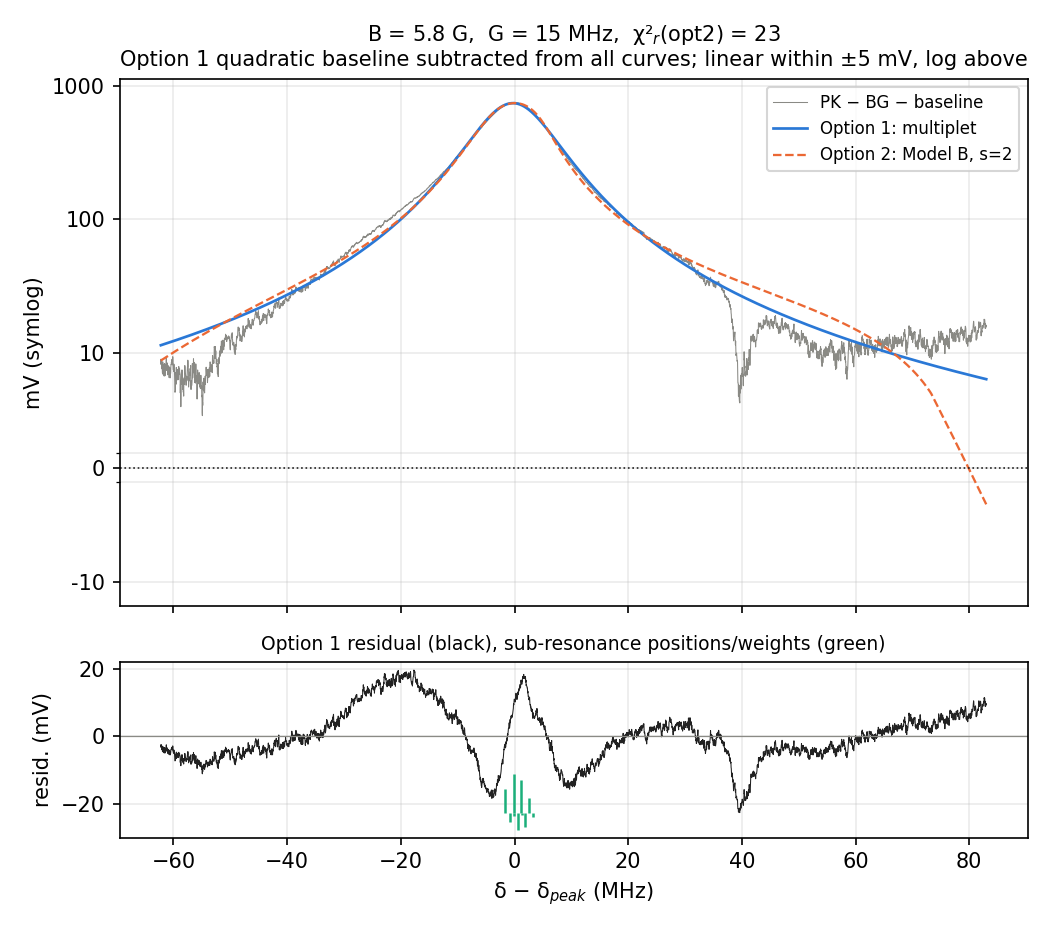 B = 5.8 G,  G = 15 MHz,  χ²ᵣ(opt2) = 23
Option 1 quadratic baseline subtracted from all curves; linear within ±5 mV, log above
1000
100
10
0
-10
mV (symlog)
PK − BG − baseline
Option 1: multiplet
Option 2: Model B, s=2
Option 1 residual (black), sub-resonance positions/weights (green)
20
0
−20
resid. (mV)
−60 −40 −20 0 20 40 60 80
δ − δpeak (MHz)